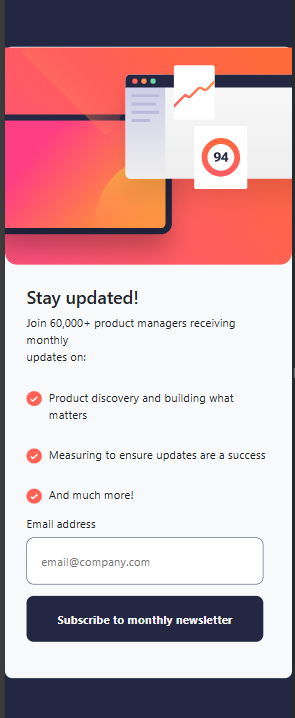 94
Stay updated!
Join 60,000+ product managers receiving
monthly
updates on:
Product discovery and building what
matters
Measuring to ensure updates are a success
And much more!
Email address
email@company.com
Subscribe to monthly newsletter